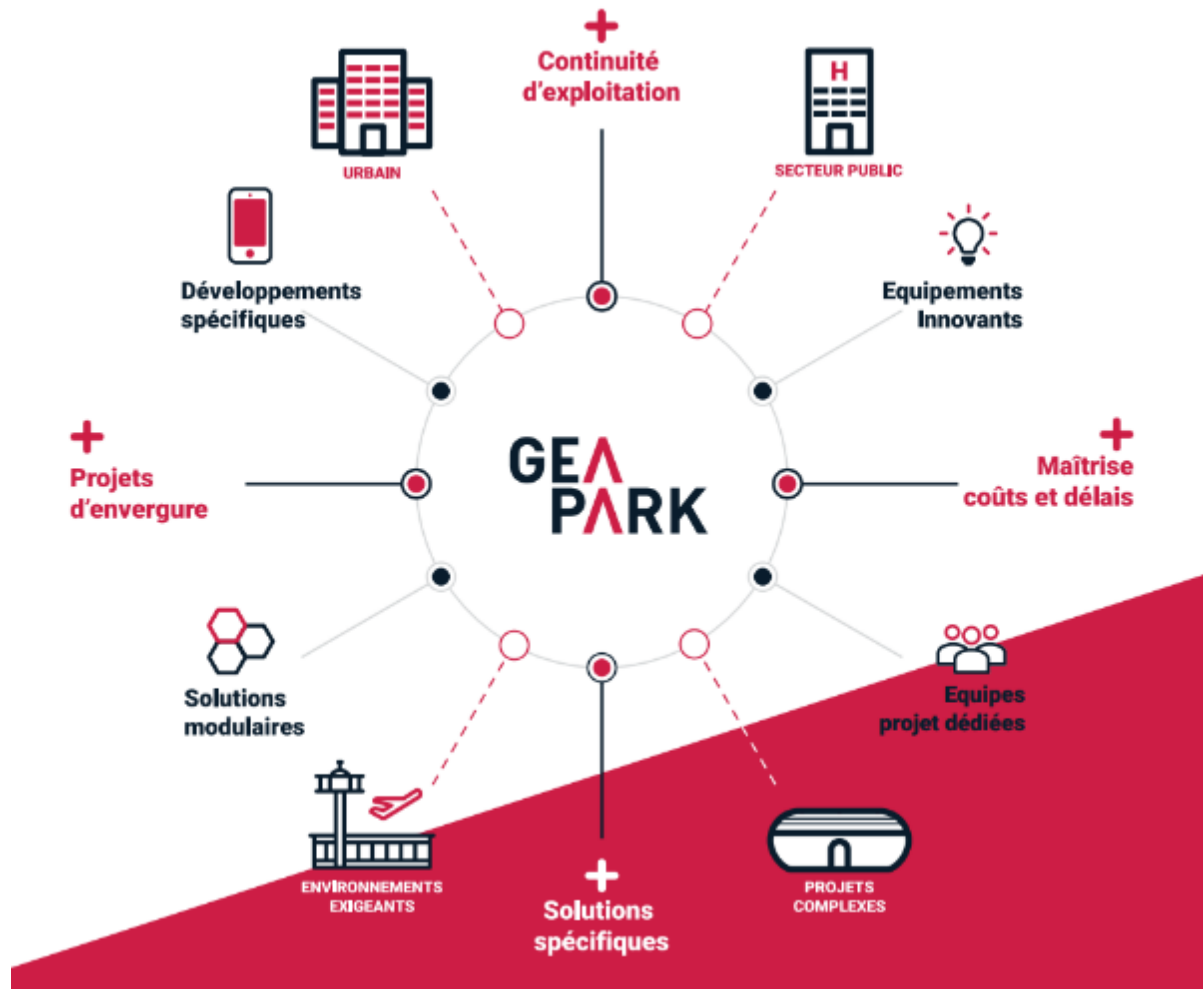 Continuité
d'exploitation
H
URBAIN
SECTEUR PUBLIC
Développements
spécifiques
Equipements
Innovants
GEA
PARK
Projets
d'envergure
Maîtrise
coûts et délais
Solutions
modulaires
Equipes
projet dédiées
ENVIRONNEMENTS
EXIGEANTS
Solutions
spécifiques
PROJETS
COMPLEXES